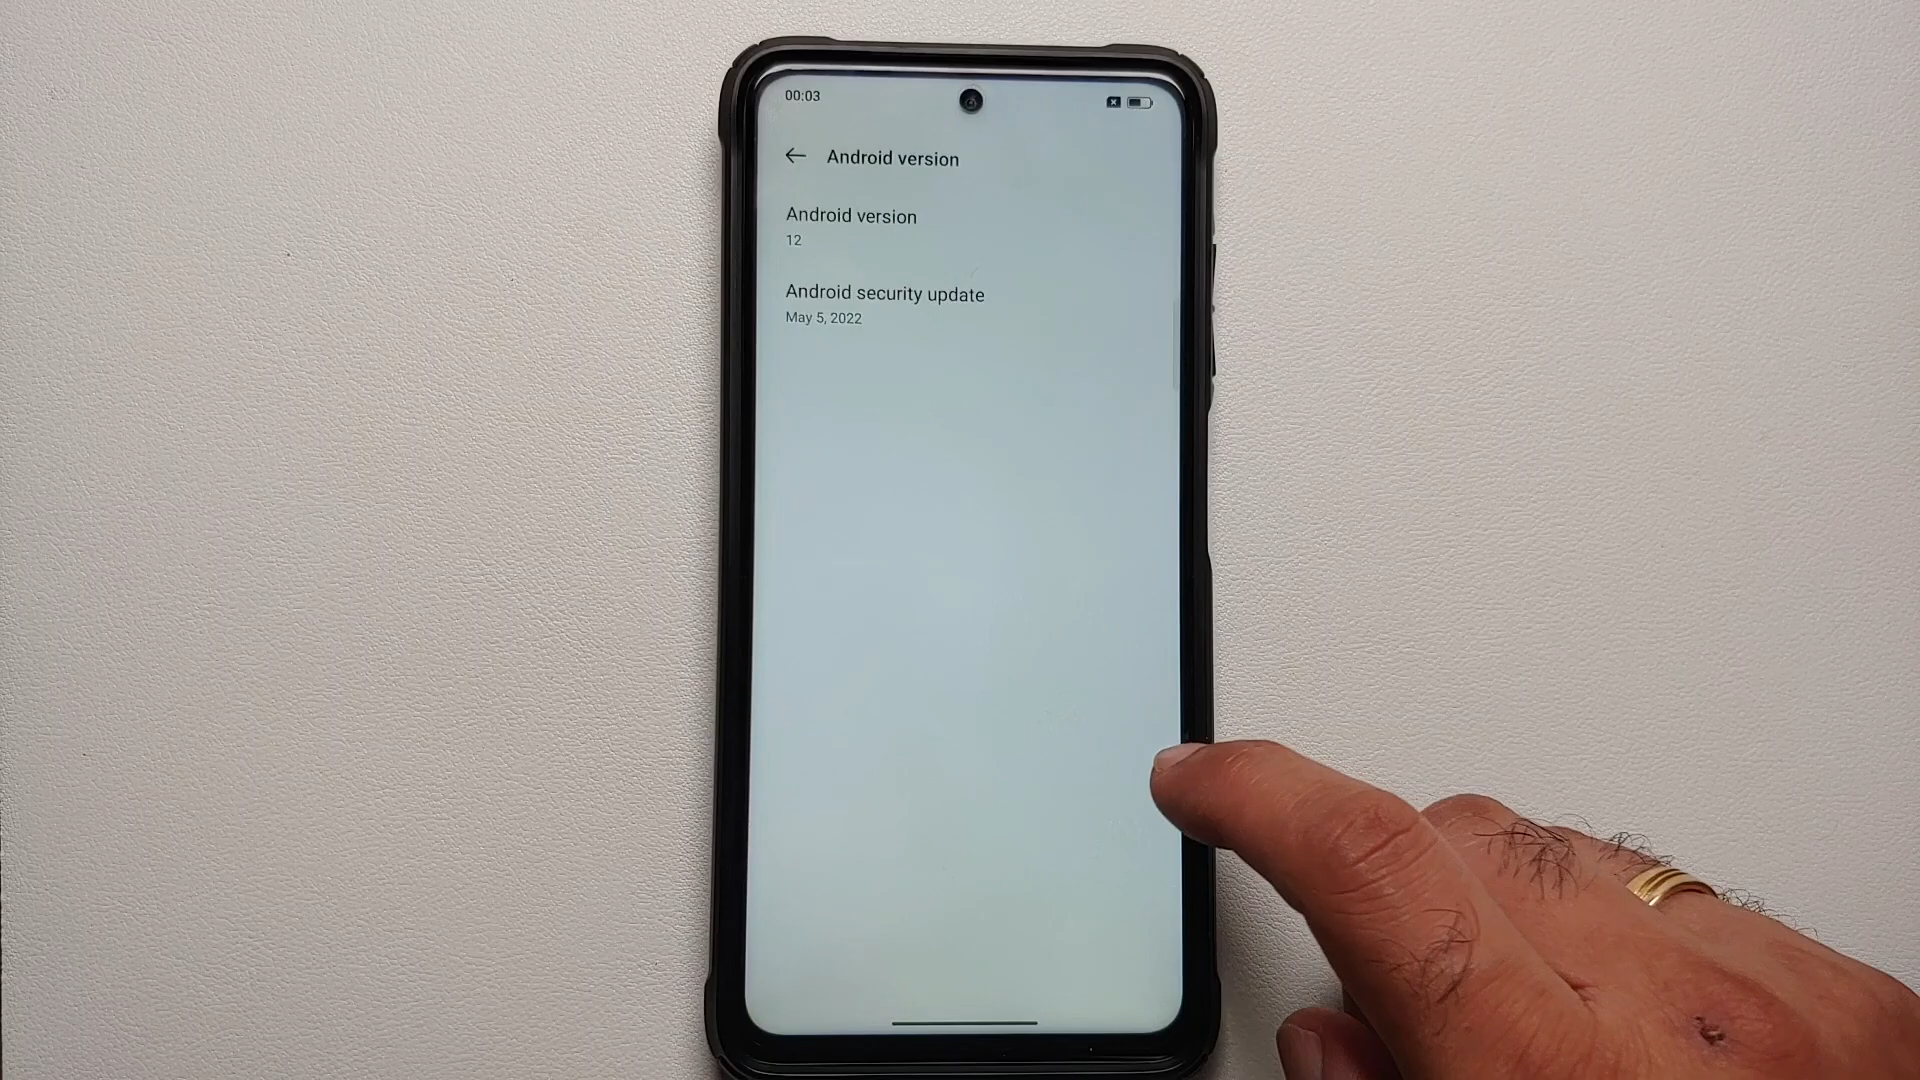 00:03
Android version
Android version
12
Android security update
May 5, 2022